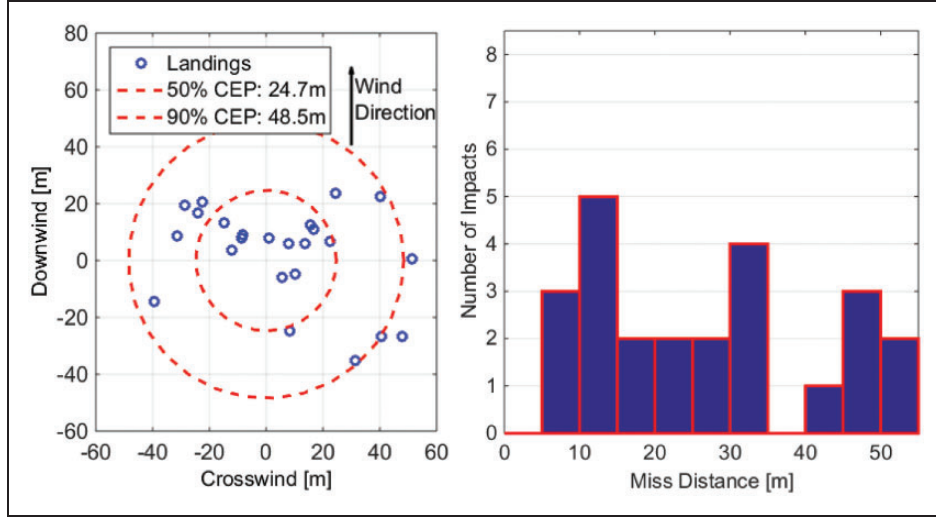 80
60
40
20
0
-20
-40
-60
Downwind [m]
Landings
50% CEP: 24.7m
90% CEP: 48.5m
Wind
Direction
-60 -40 -20 0 20 40 60
Crosswind [m]
8
7
6
5
4
3
2
1
0
Number of Impacts
0 10 20 30 40 50
Miss Distance [m]